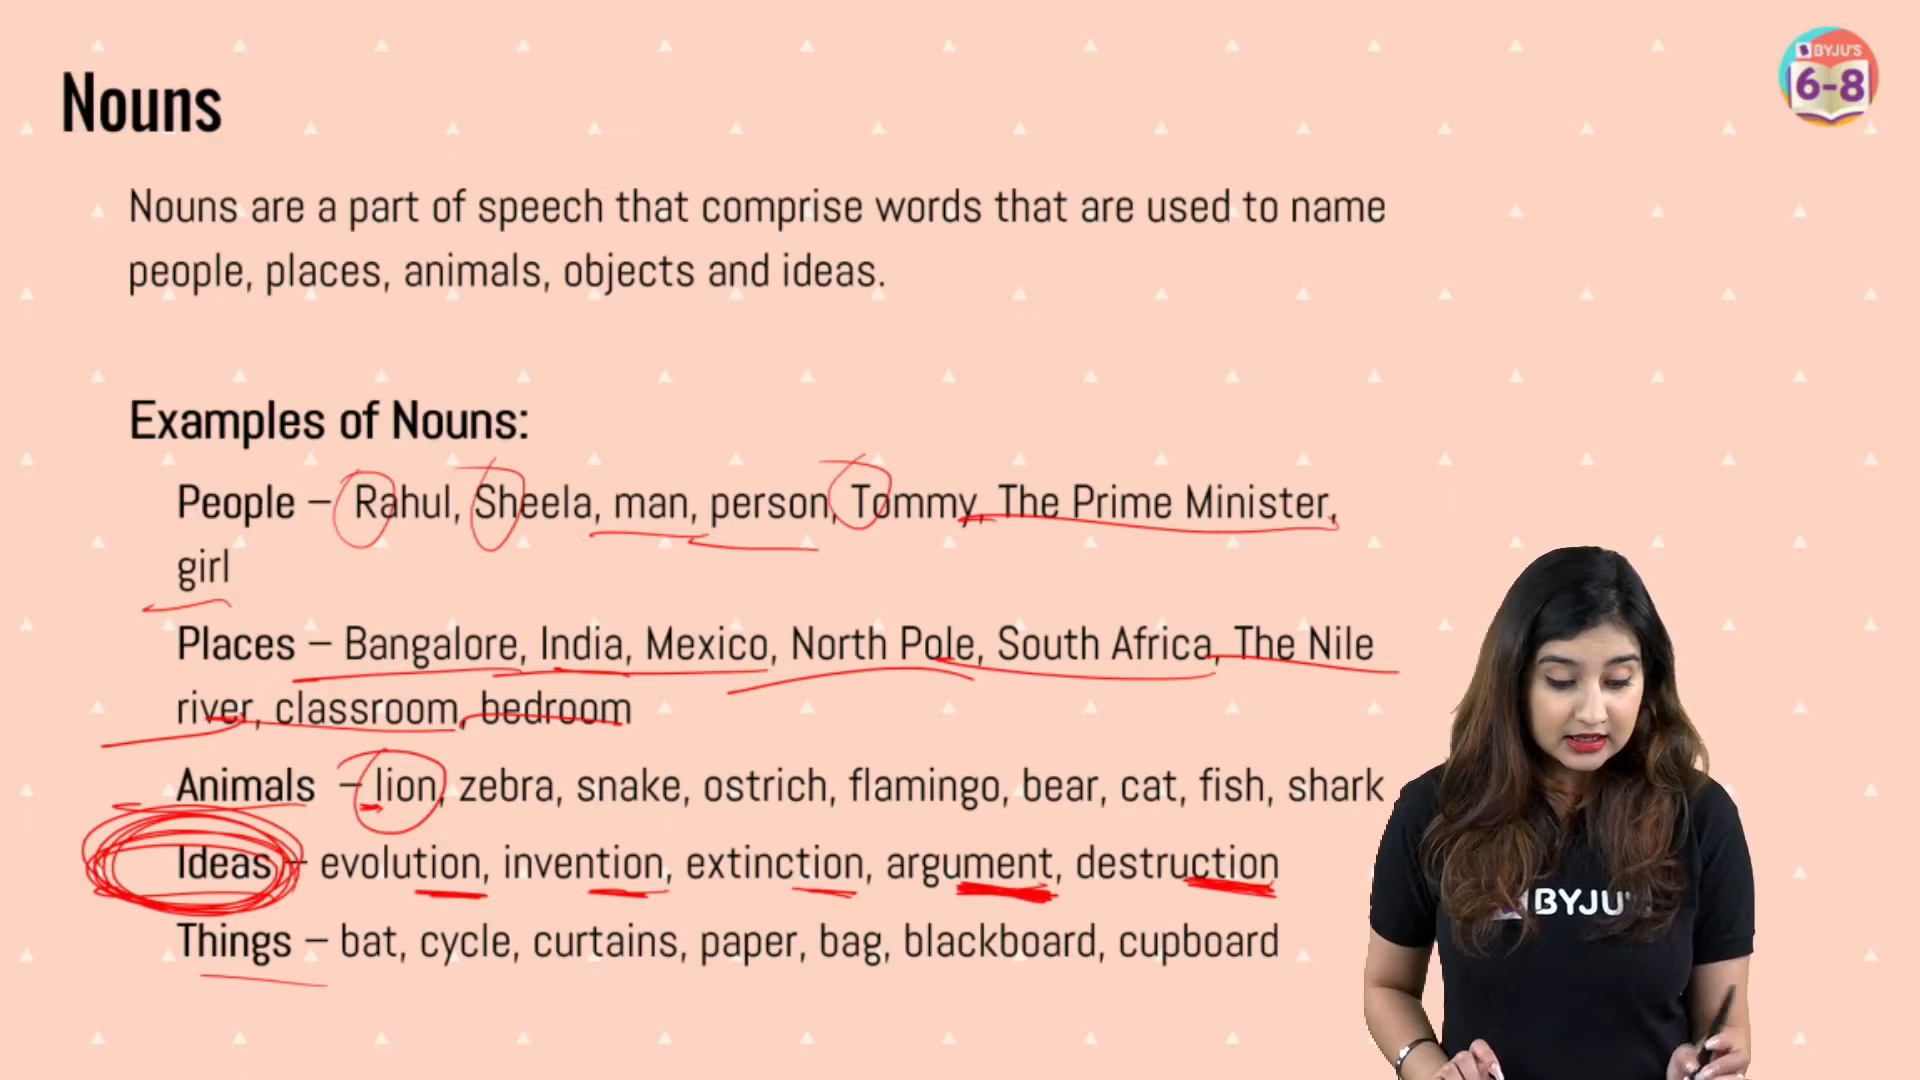 Nouns
BYJU'S
6-8
Nouns are a part of speech that comprise words that are used to name
people, places, animals, objects and ideas.
Examples of Nouns:
People – Rahul, Sheela, man, person, Tommy, The Prime Minister,
girl
Places – Bangalore, India, Mexico, North Pole, South Africa, The Nile
river, classroom, bedroom
Animals – lion, zebra, snake, ostrich, flamingo, bear, cat, fish, shark
Ideas – evolution, invention, extinction, argument, destruction
Things – bat, cycle, curtains, paper, bag, blackboard, cupboard
BYJU'S